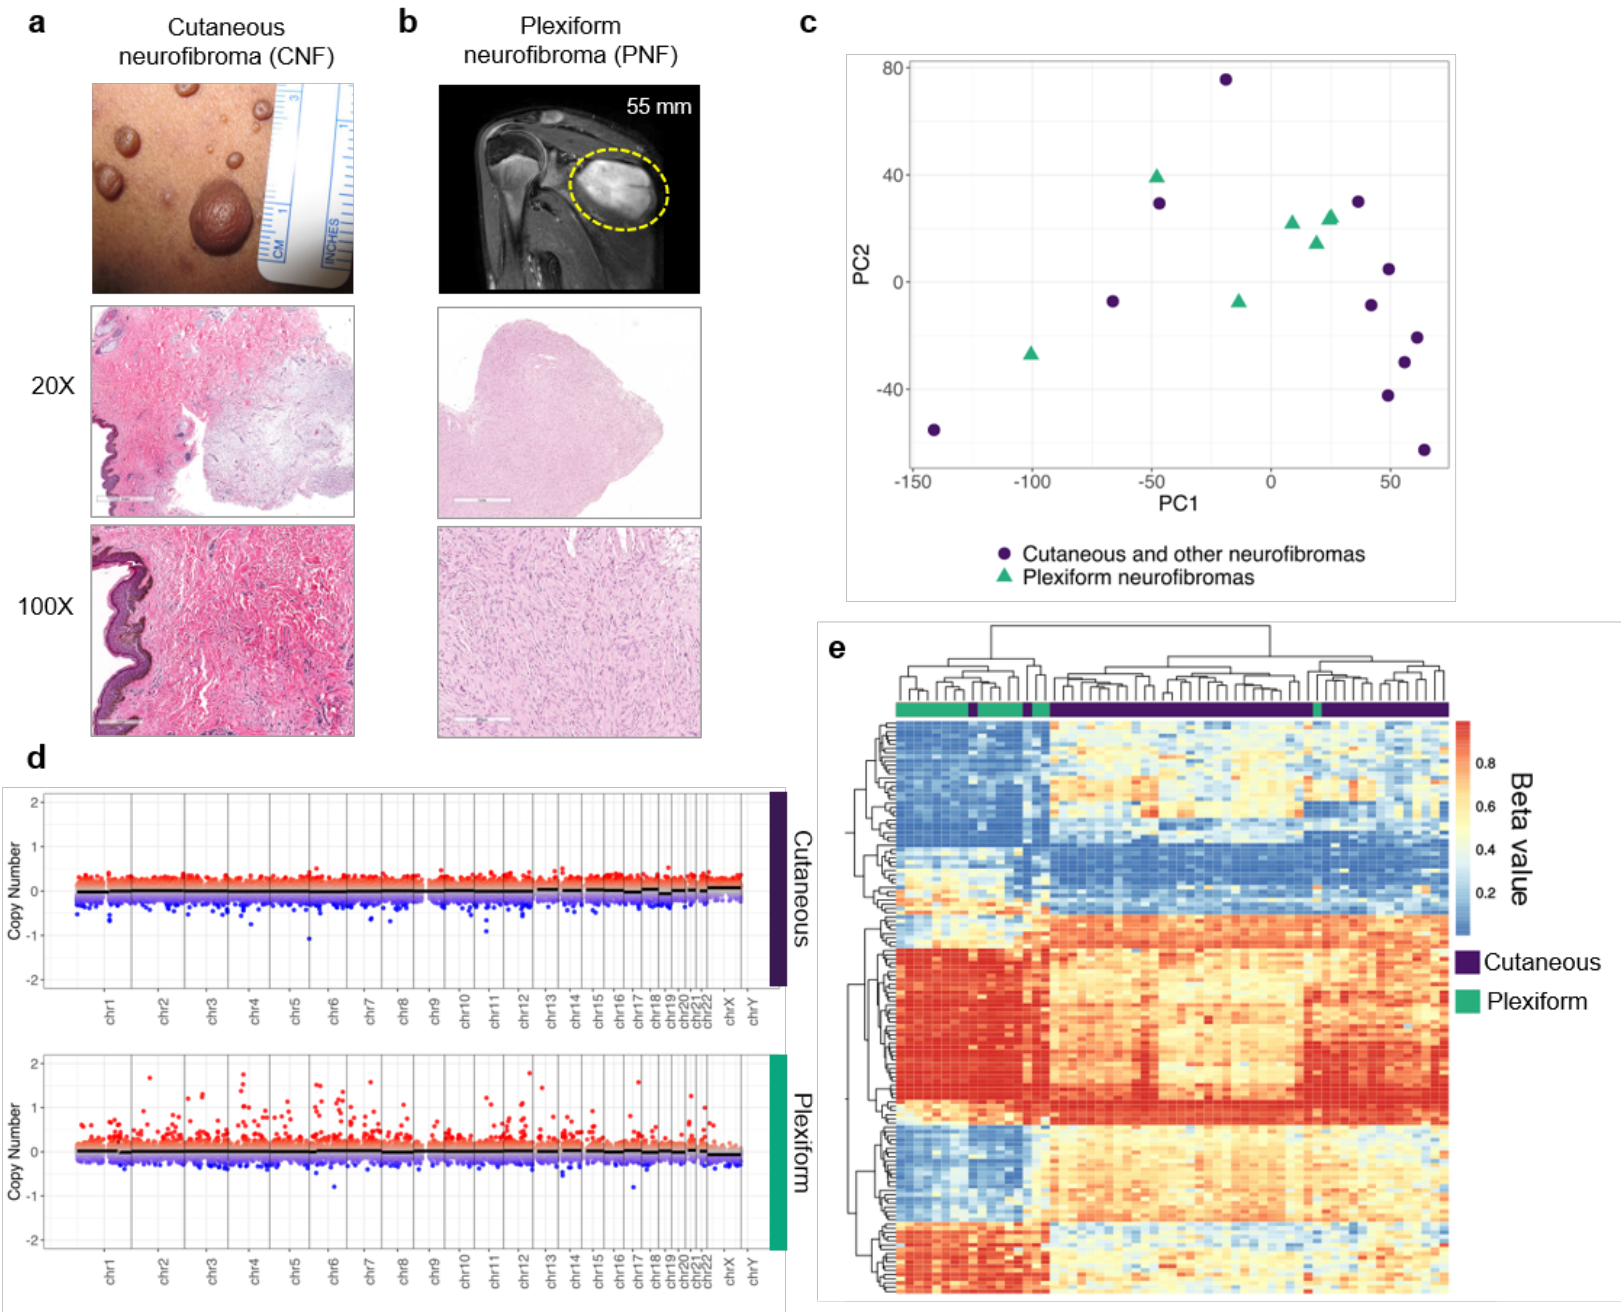 a
Cutaneous
neurofibroma (CNF)
3
1
1
CM
INCHES
20X
100X
b
Plexiform
neurofibroma (PNF)
55 mm
c
80
40
0
-40
PC2
-150
-100
-50
0
50
PC1
Cutaneous and other neurofibromas
Plexiform neurofibromas
d
2
1
0
-1
-2
Copy Number
Cutaneous
chr1
chr2
chr3
chr4
chr5
chr6
chr7
chr8
chr9
chr10
chr11
chr12
chr13
chr14
chr15
chr16
chr17
chr18
chr19
chr20
chr21
chr22
chrX
chrY
2
1
0
-1
-2
Copy Number
Plexiform
chr1
chr2
chr3
chr4
chr5
chr6
chr7
chr8
chr9
chr10
chr11
chr12
chr13
chr14
chr15
chr16
chr17
chr18
chr19
chr20
chr21
chr22
chrX
chrY
e
0.8
0.6
0.4
0.2
Beta value
Cutaneous
Plexiform